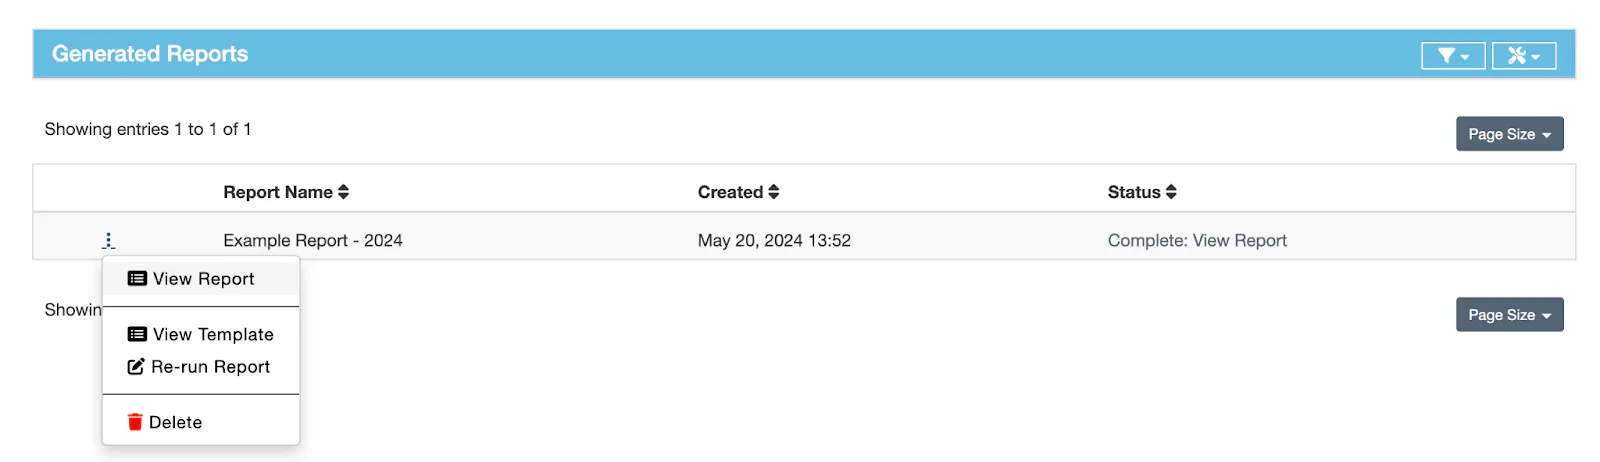 Generated Reports
Showing entries 1 to 1 of 1
Page Size
Report Name Created Status
Example Report - 2024 May 20, 2024 13:52 Complete: View Report
View Report
Showin
Page Size
View Template
Re-run Report
Delete